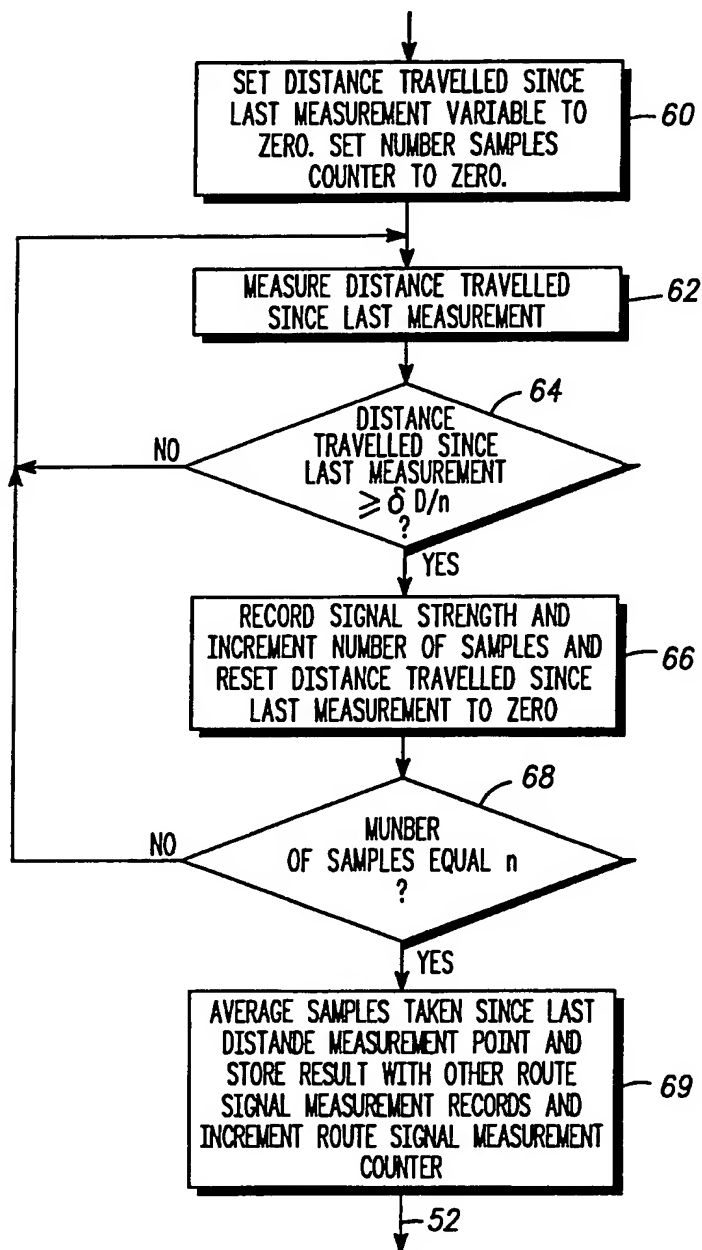 SET DISTANCE TRAVELLED SINCE
LAST MEASUREMENT VARIABLE TO
ZERO. SET NUMBER SAMPLES
COUNTER TO ZERO.
60
MEASURE DISTANCE TRAVELLED
SINCE LAST MEASUREMENT
62
64
DISTANCE
TRAVELLED SINCE
LAST MEASUREMENT
≥ δ D/n
?
NO
YES
RECORD SIGNAL STRENGTH AND
INCREMENT NUMBER OF SAMPLES AND
RESET DISTANCE TRAVELLED SINCE
LAST MEASUREMENT TO ZERO
66
68
MUNBER
OF SAMPLES EQUAL n
?
NO
YES
AVERAGE SAMPLES TAKEN SINCE LAST
DISTANDE MEASUREMENT POINT AND
STORE RESULT WITH OTHER ROUTE
SIGNAL MEASUREMENT RECORDS AND
INCREMENT ROUTE SIGNAL MEASUREMENT
COUNTER
69
52